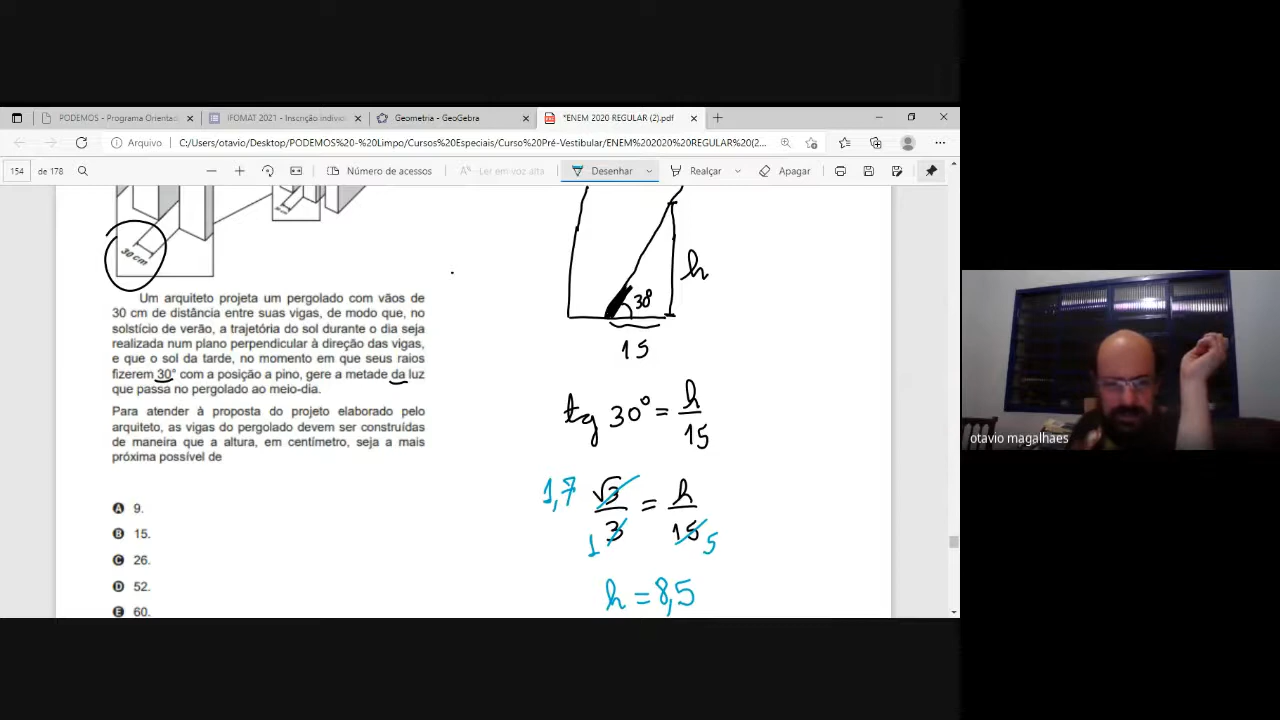 PODEMOS - Programa Orientad
iFOMAT 2021 - Inscrição individ
Geometria - GeoGebra
*ENEM 2020 REGULAR (2).pdf
Arquivo
C:/Users/otavio/Desktop/PODEMOS%20-%20Limpo/Cursos%20Especiais/Curso%20Pré-Vestibular/ENEM%202020%20REGULAR%20(2...
154
de 178
Número de acessos
Ler em voz alta
Desenhar
Realçar
Apagar
30 cm
Um arquiteto projeta um pergolado com vãos de
30 cm de distância entre suas vigas, de modo que, no
solstício de verão, a trajetória do sol durante o dia seja
realizada num plano perpendicular à direção das vigas,
e que o sol da tarde, no momento em que seus raios
fizerem 30° com a posição a pino, gere a metade da luz
que passa no pergolado ao meio-dia.
Para atender à proposta do projeto elaborado pelo
arquiteto, as vigas do pergolado devem ser construídas
de maneira que a altura, em centímetro, seja a mais
próxima possível de
A 9.
B 15.
C 26.
D 52.
E 60.
h
30°
15
tg 30° = h/15
1,7 √3/3 = h/15
1 5
h = 8,5
otavio magalhaes